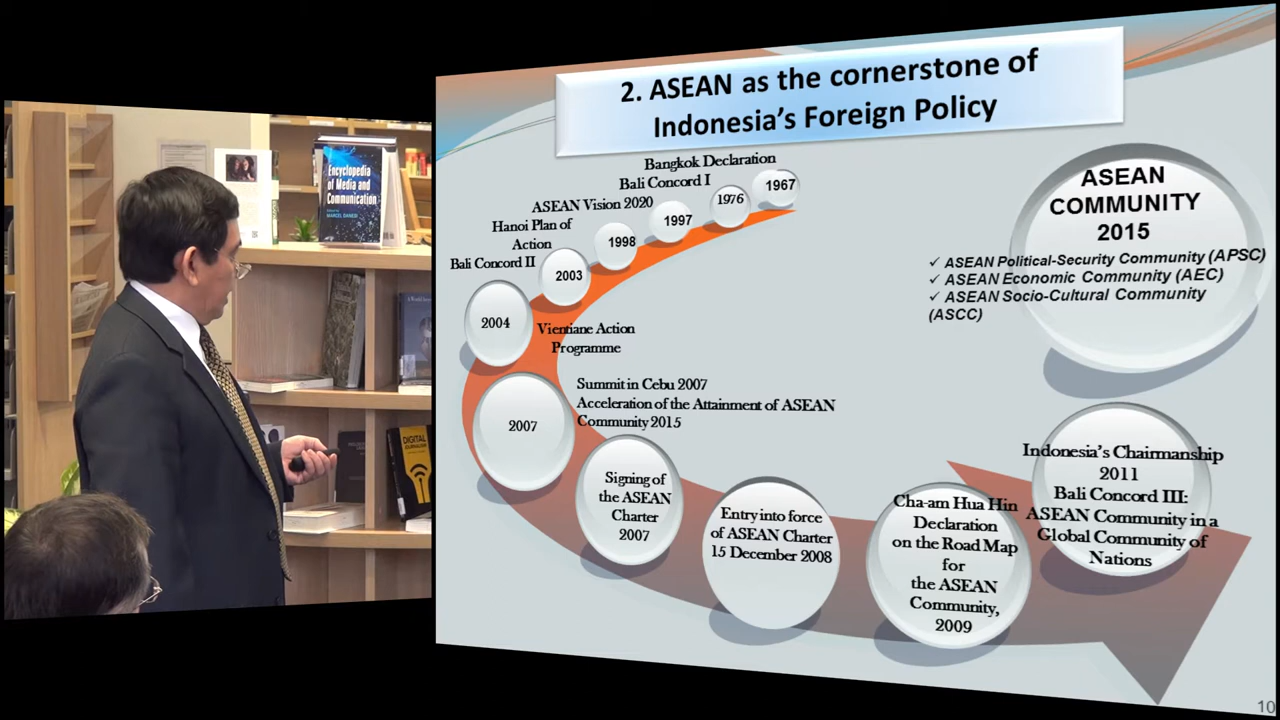 2. ASEAN as the cornerstone of
Indonesia's Foreign Policy
Bangkok Declaration
1967
Bali Concord I
1976
ASEAN Vision 2020
1997
Hanoi Plan of
Action
1998
Bali Concord II
2003
2004
Vientiane Action
Programme
2007
Summit in Cebu 2007
Acceleration of the Attainment of ASEAN
Community 2015
Signing of
the ASEAN
Charter
2007
Entry into force
of ASEAN Charter
15 December 2008
Cha-am Hua Hin
Declaration
on the Road Map
for
the ASEAN
Community,
2009
Indonesia's Chairmanship
2011
Bali Concord III:
ASEAN Community in a
Global Community of
Nations
ASEAN
COMMUNITY
2015
✓ ASEAN Political-Security Community (APSC)
✓ ASEAN Economic Community (AEC)
✓ ASEAN Socio-Cultural Community
(ASCC)
10
Encyclopedia
of Media and
Communication
MARCEL DANESI
DIGITAL
JOURNALISM